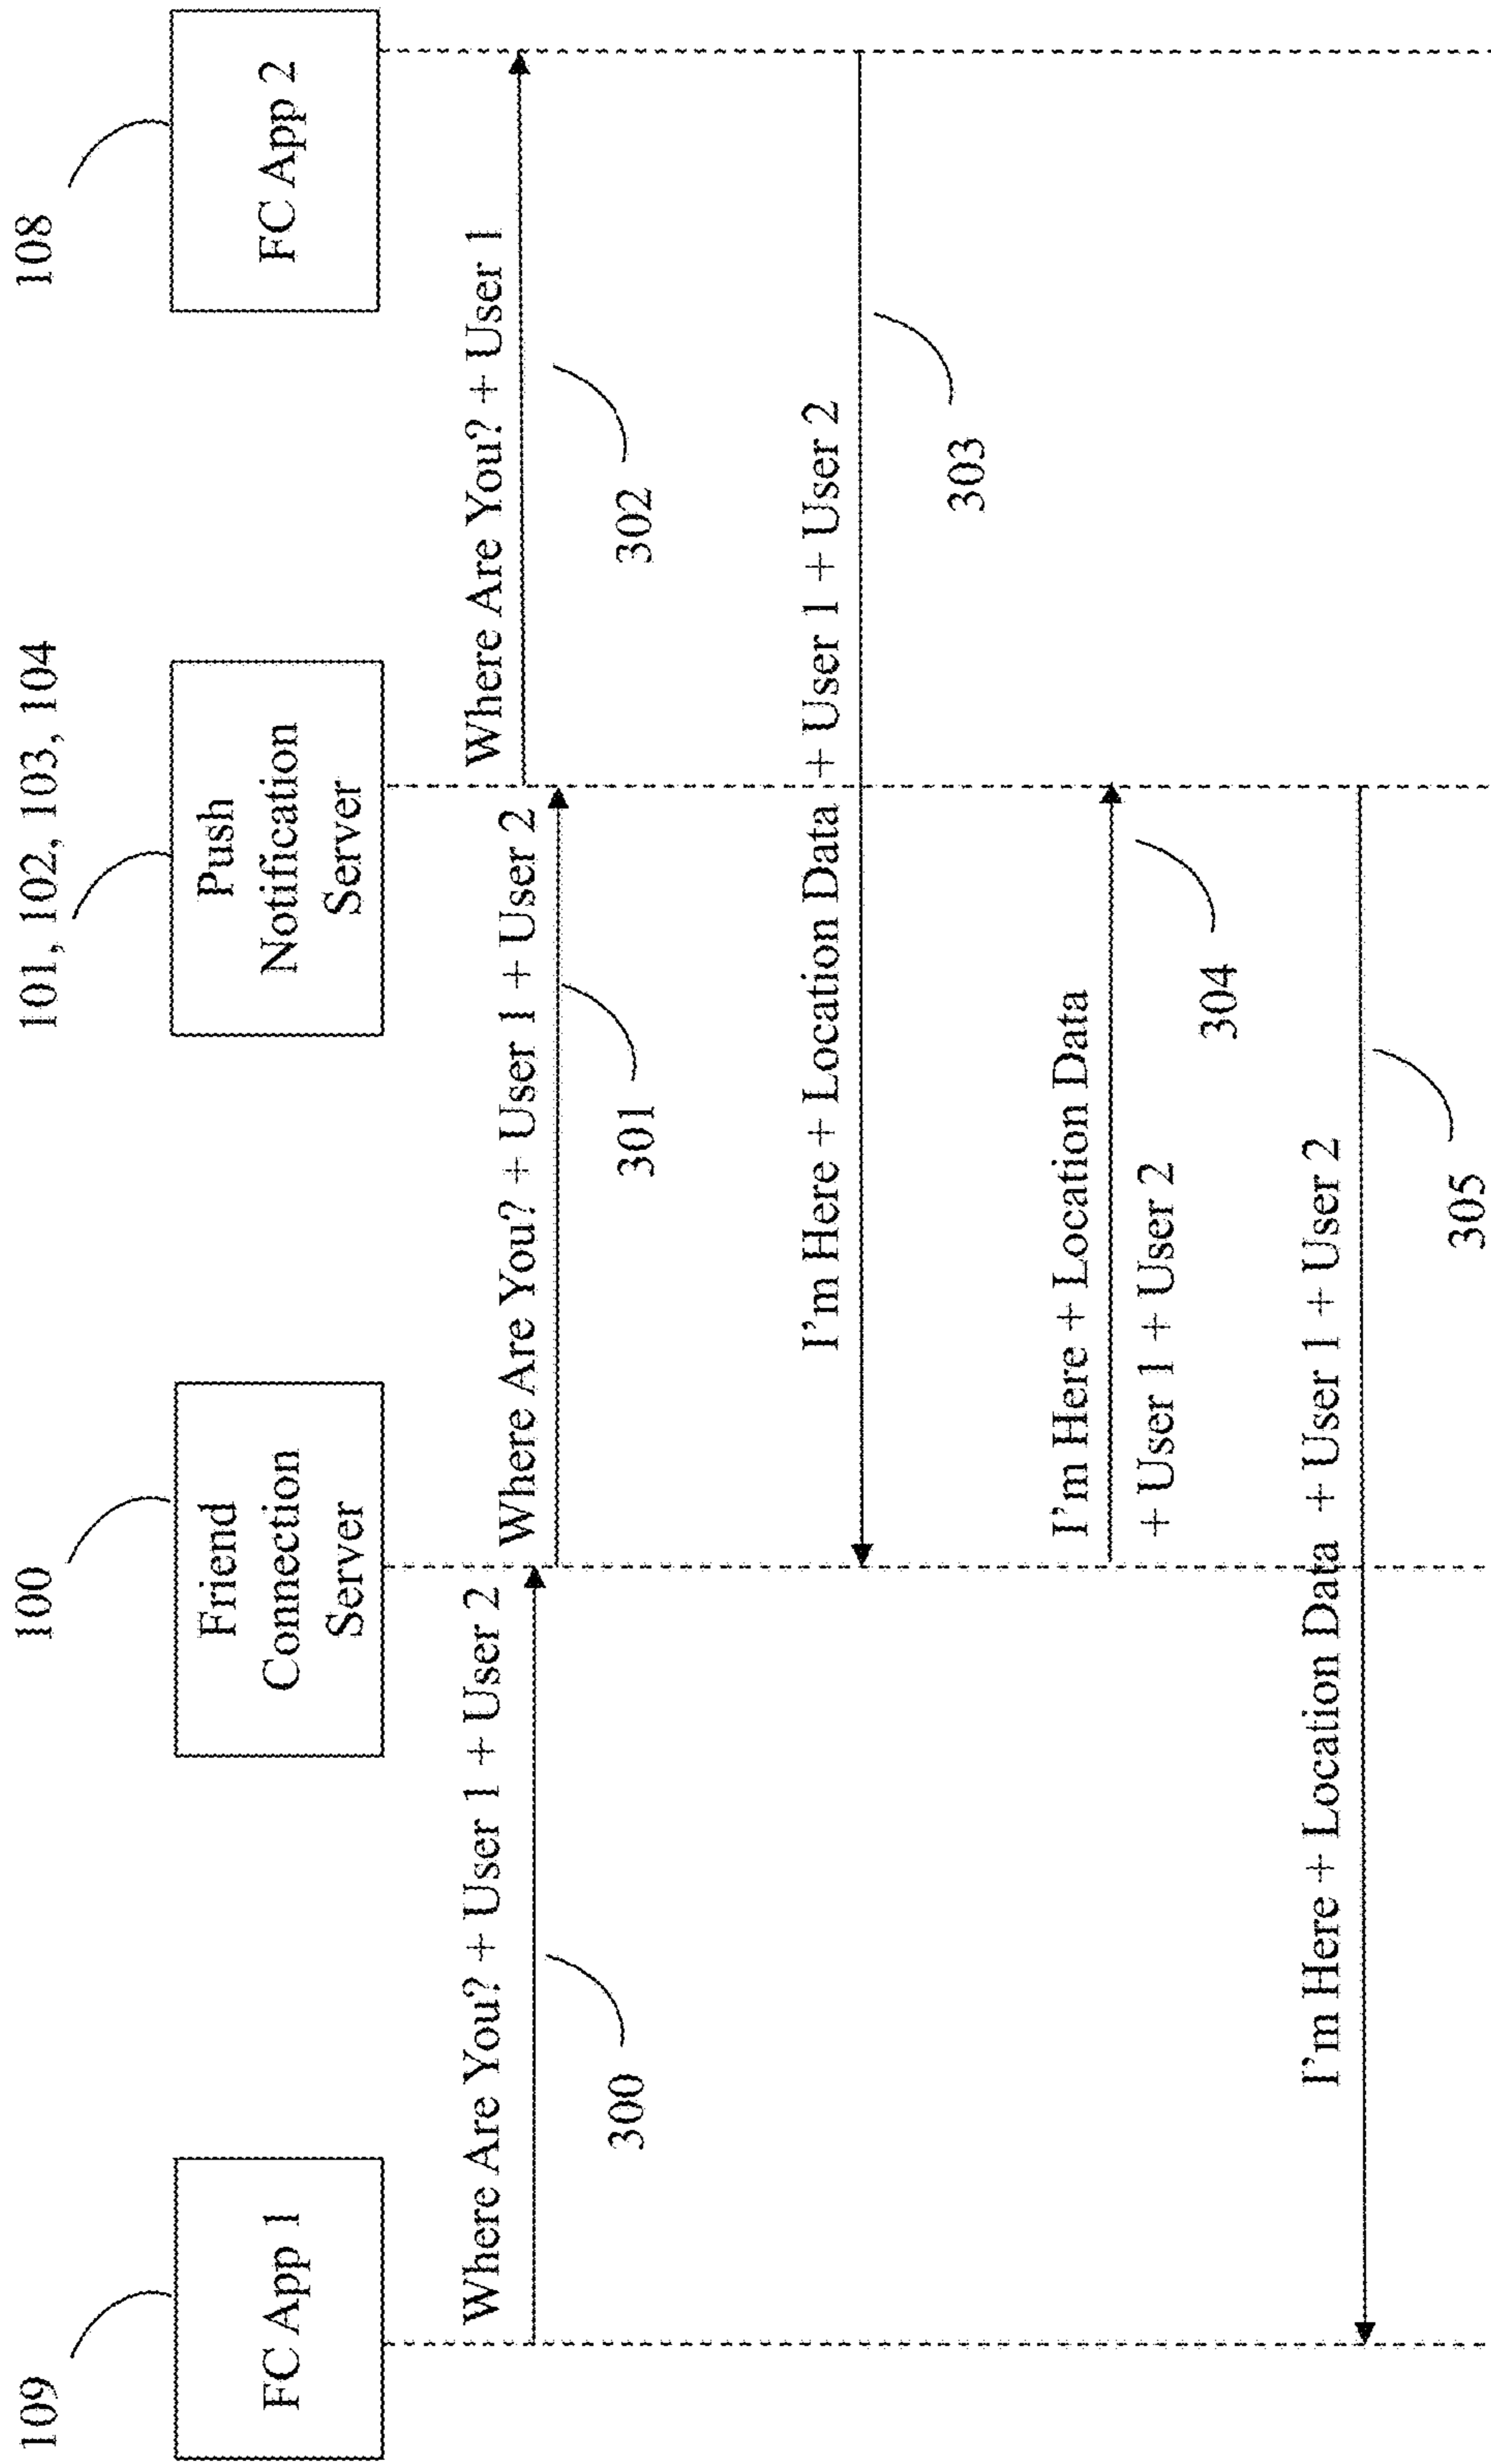 109
100
101, 102, 103, 104
108
FC App 1
Friend
Connection
Server
Push
Notification
Server
FC App 2
Where Are You? + User 1 + User 2
300
Where Are You? + User 1 + User 2
301
Where Are You? + User 1
302
I'm Here + Location Data + User 1 + User 2
303
I'm Here + Location Data
+ User 1 + User 2
304
I'm Here + Location Data + User 1 + User 2
305